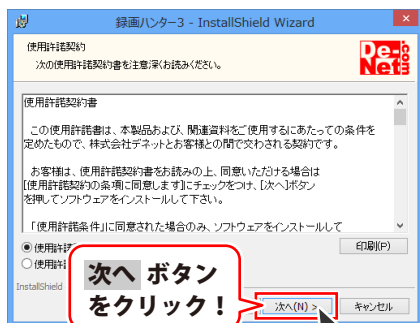 録画ハンター3 - InstallShield Wizard
使用許諾契約
次の使用許諾契約書を注意深くお読みください。
De-Net
使用許諾契約書
この使用許諾書は、本製品および、関連資料をご使用するにあたっての条件を
定めたもので、株式会社デネットとお客様との間で交わされる契約です。
お客様は、使用許諾契約書をお読みの上、同意いただける場合は
[使用許諾契約の条項に同意します]にチェックをつけ、[次へ]ボタン
を押してソフトウェアをインストールして下さい。
「使用許諾条件」に同意された場合のみ、ソフトウェアをインストールして
使用許諾
印刷(P)
使用許
InstallShield
次へ ボタン
をクリック!
次へ(N) >
キャンセル